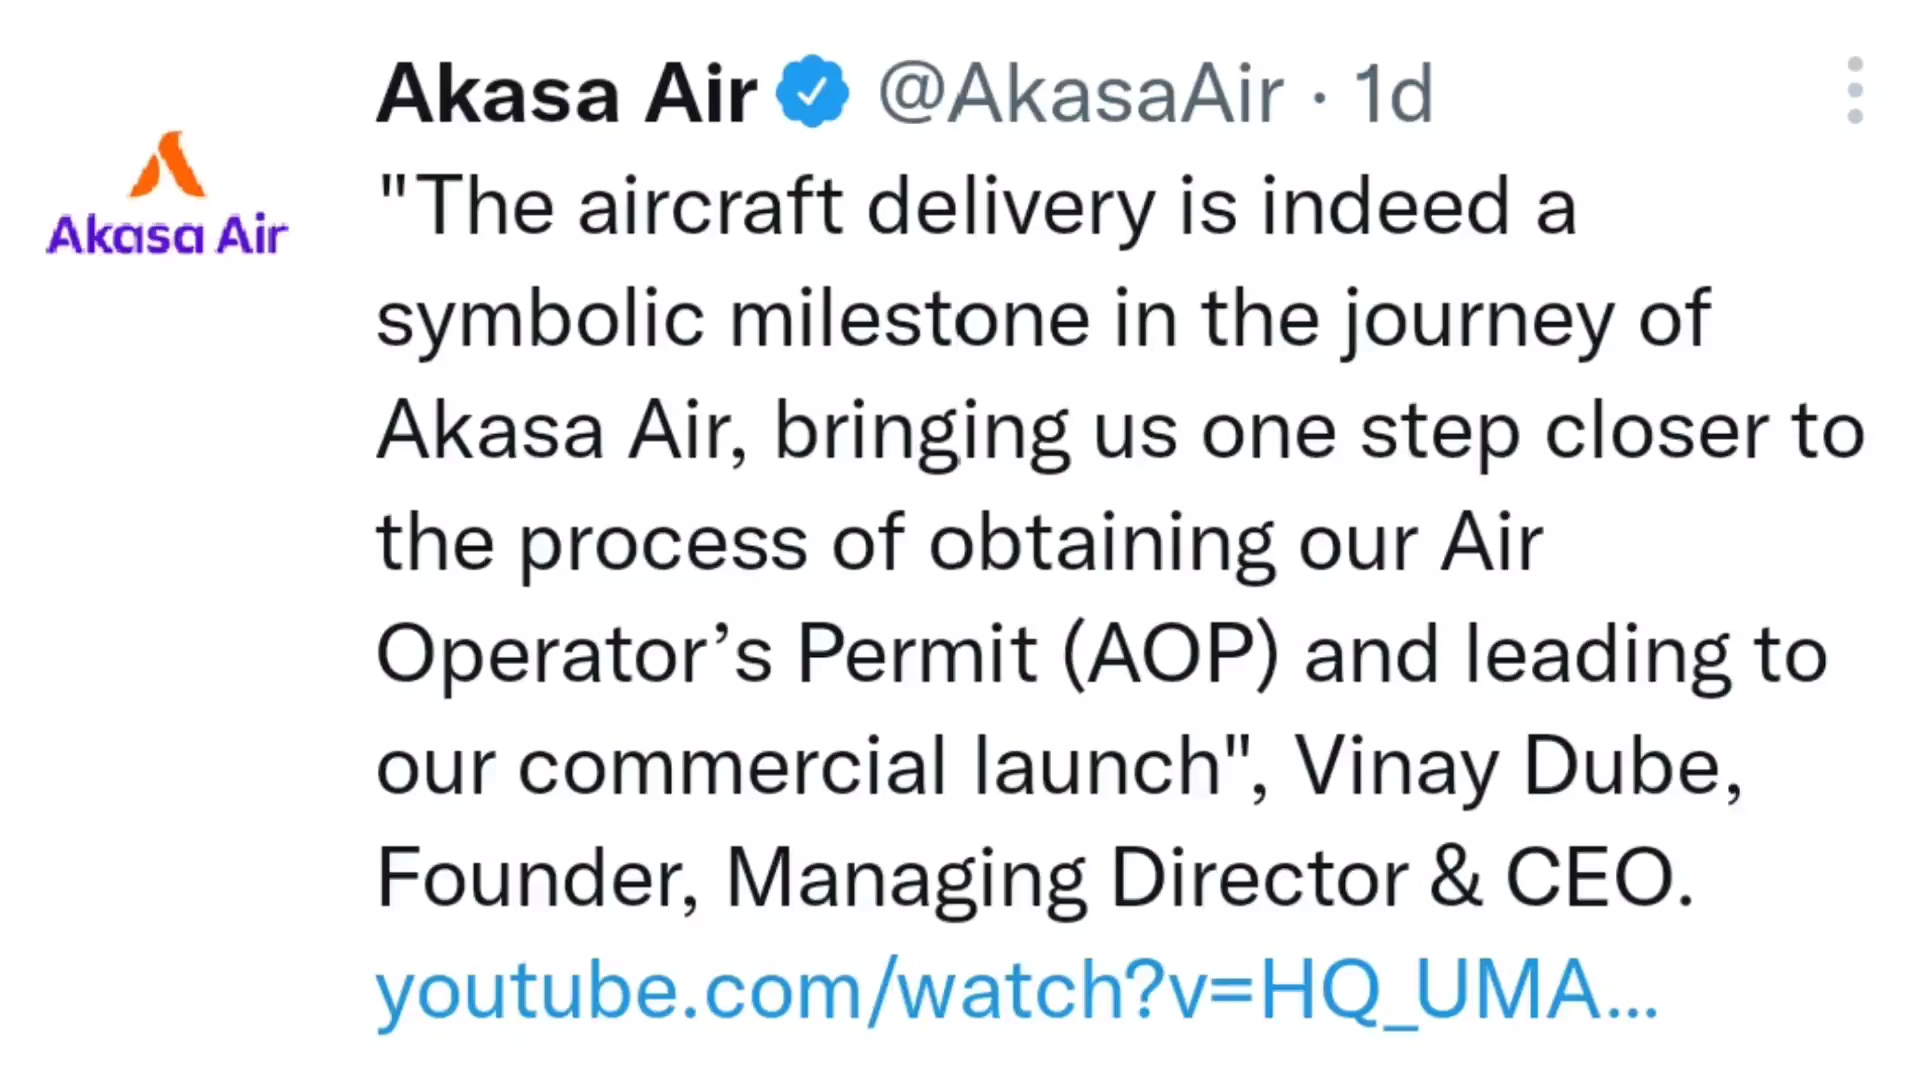 Akasa Air @AkasaAir · 1d
Akasa Air
"The aircraft delivery is indeed a
symbolic milestone in the journey of
Akasa Air, bringing us one step closer to
the process of obtaining our Air
Operator’s Permit (AOP) and leading to
our commercial launch", Vinay Dube,
Founder, Managing Director & CEO.
youtube.com/watch?v=HQ_UMA...